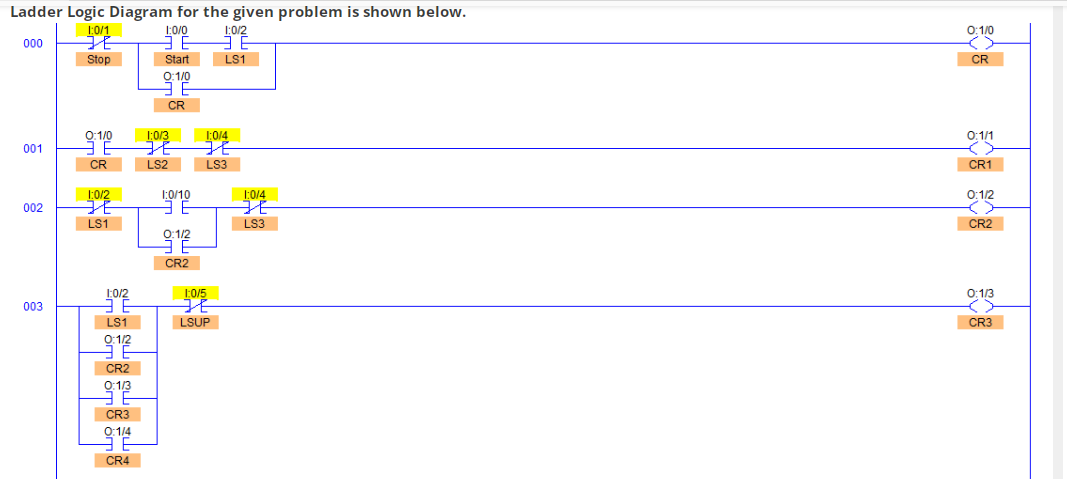 Ladder Logic Diagram for the given problem is shown below.
I:0/1 I:0/0 I:0/2 O:1/0
000
Stop Start LS1 CR
O:1/0
CR
O:1/0 I:0/3 I:0/4 O:1/1
001
CR LS2 LS3 CR1
I:0/2 I:0/10 I:0/4 O:1/2
002
LS1 LS3 CR2
O:1/2
CR2
I:0/2 I:0/5 O:1/3
003
LS1 LSUP CR3
O:1/2
CR2
O:1/3
CR3
O:1/4
CR4